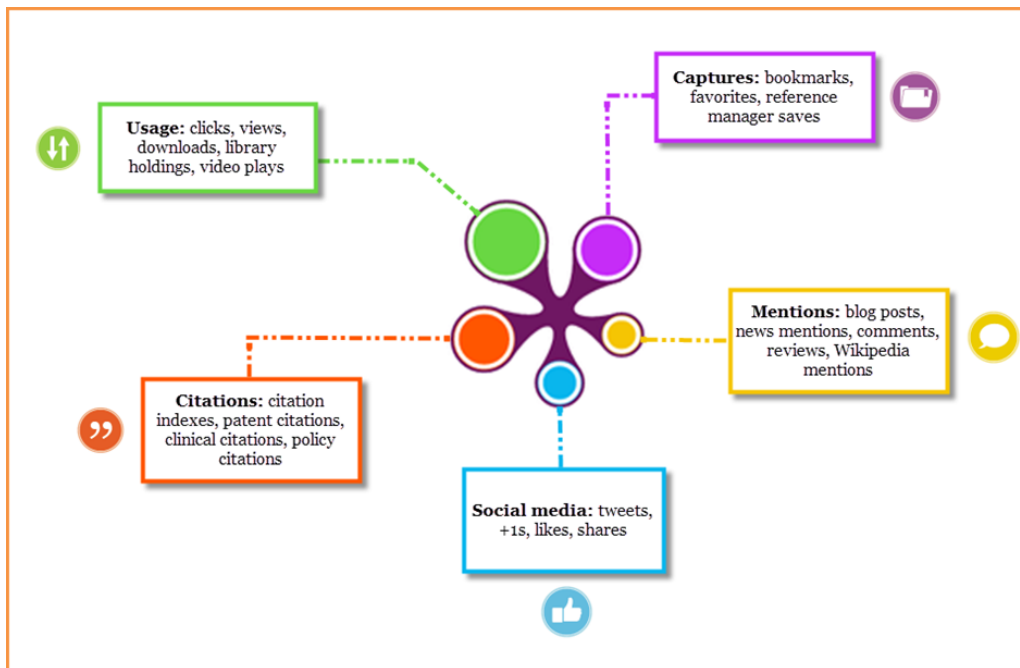 Captures: bookmarks,
favorites, reference
manager saves
Usage: clicks, views,
downloads, library
holdings, video plays
Mentions: blog posts,
news mentions, comments,
reviews, Wikipedia
mentions
Citations: citation
indexes, patent citations,
clinical citations, policy
citations
Social media: tweets,
+1s, likes, shares